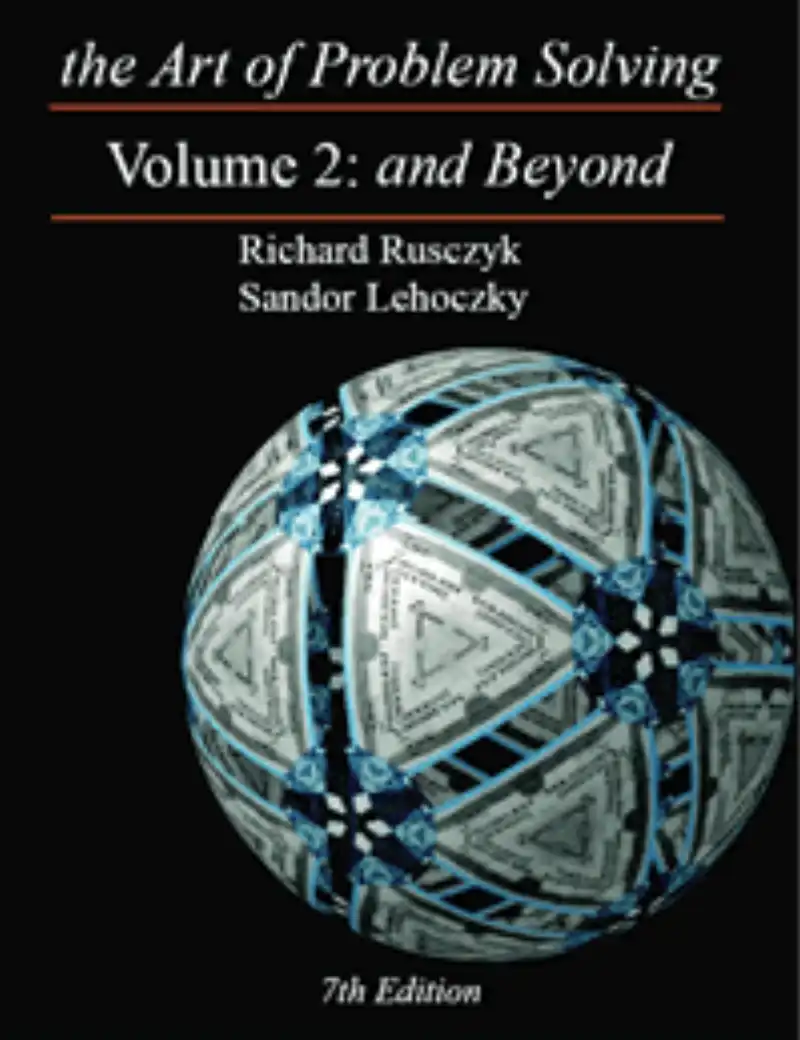 the Art of Problem Solving
Volume 2: and Beyond
Richard Rusczyk
Sandor Lehoczky
7th Edition